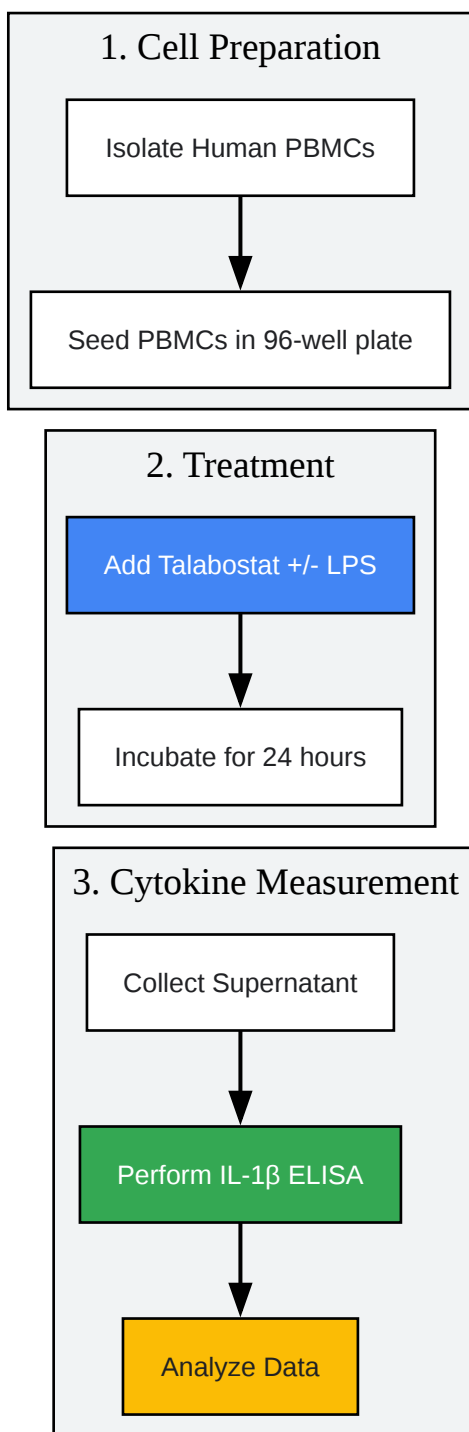 1. Cell Preparation
Isolate Human PBMCs
Seed PBMCs in 96-well plate
2. Treatment
Add Talabostat +/- LPS
Incubate for 24 hours
3. Cytokine Measurement
Collect Supernatant
Perform IL-1β ELISA
Analyze Data